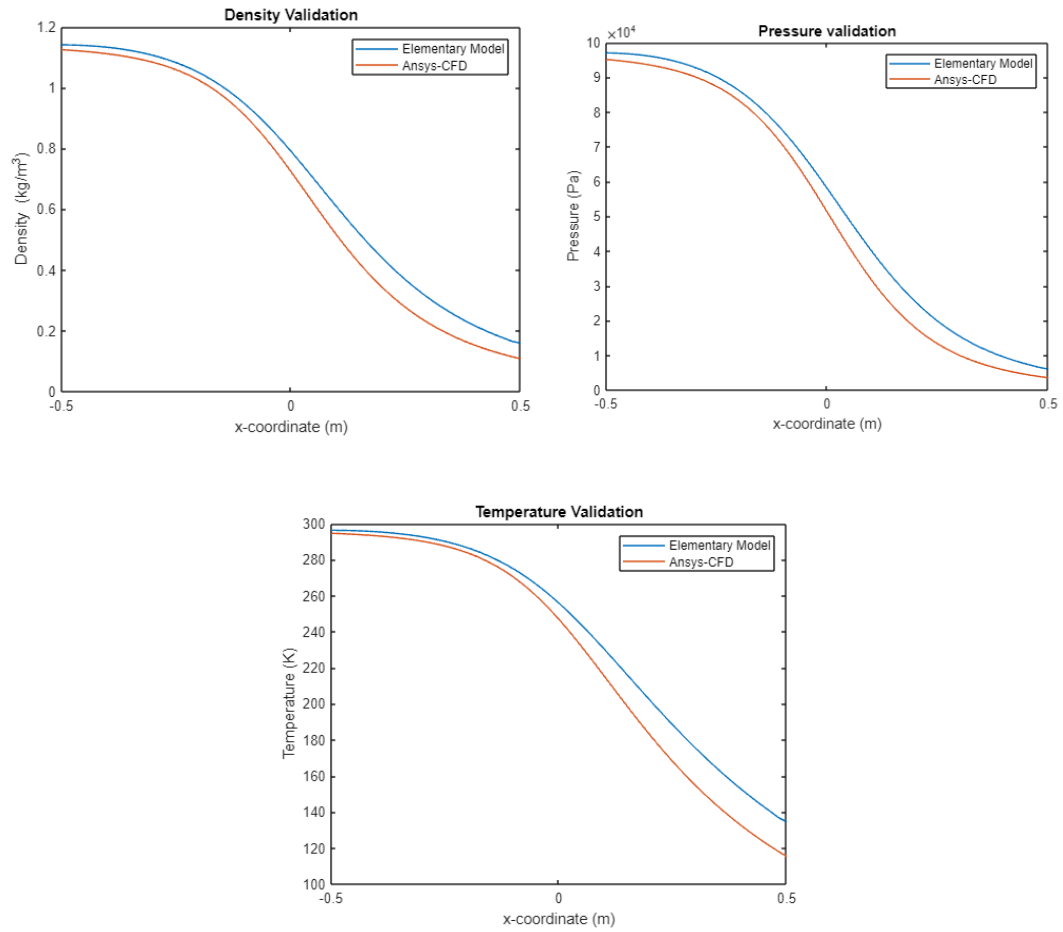 Density Validation
1.2
1
0.8
0.6
0.4
0.2
0
Density (kg/m³)
Elementary Model
Ansys-CFD
-0.5
0
0.5
x-coordinate (m)
Pressure validation
×10⁴
10
9
8
7
6
5
4
3
2
1
0
Pressure (Pa)
Elementary Model
Ansys-CFD
-0.5
0
0.5
x-coordinate (m)
Temperature Validation
300
280
260
240
220
200
180
160
140
120
100
Temperature (K)
Elementary Model
Ansys-CFD
-0.5
0
0.5
x-coordinate (m)